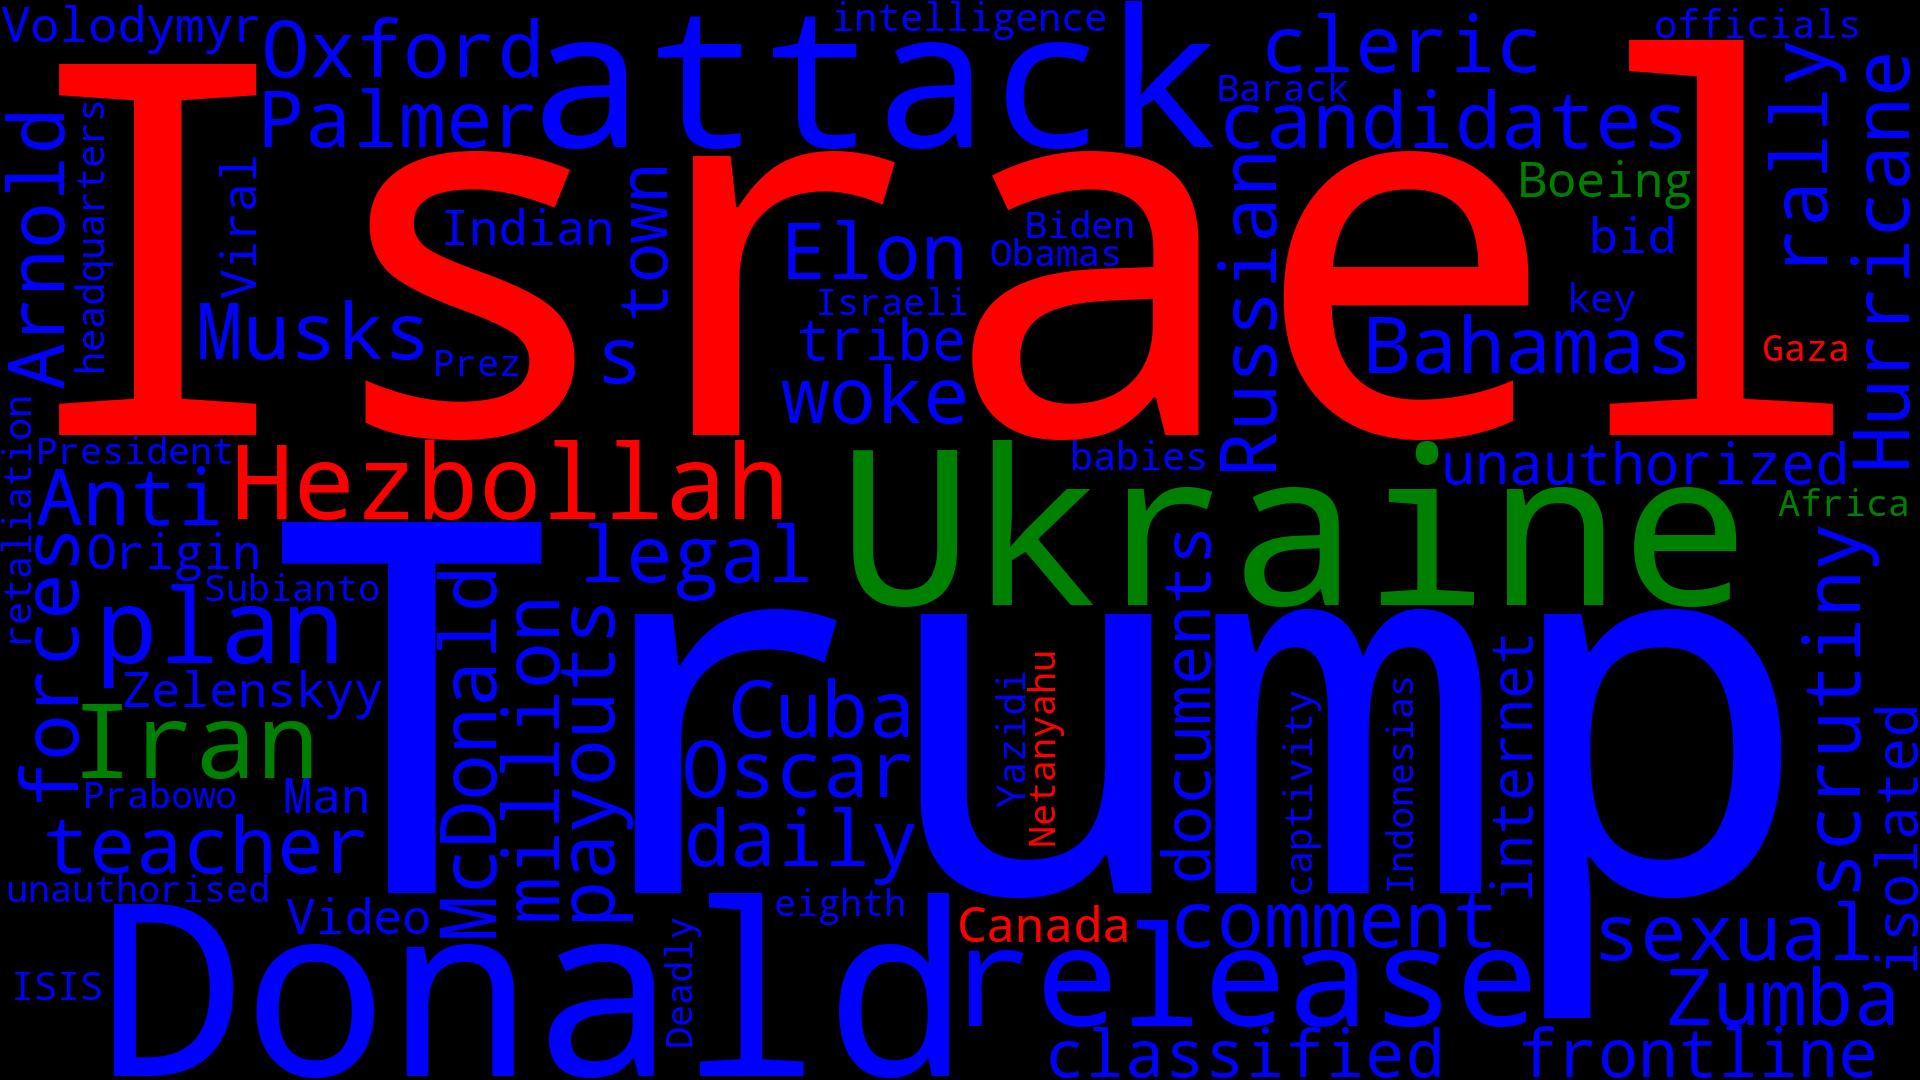 Volodymyr
Oxford
attack
intelligence
cleric
officials
Palmer
Barack
candidates
rally
Hurricane
Arnold
headquarters
Israel
Viral
Indian
town
Elon
Biden
Obamas
Russian
Boeing
bid
key
Musks
Prez
s
Israeli
tribe
woke
Bahamas
Gaza
retaliation
President
Anti
Hezbollah
Ukraine
babies
unauthorized
Africa
Origin
legal
forces
Subianto
plan
Trump
McDonald
million
payouts
documents
scrutiny
Zelenskyy
Iran
Cuba
Yazidi
Netanyahu
captivity
Indonesias
internet
isolated
Prabowo
Man
Oscar
teacher
daily
unauthorised
Video
eighth
Canada
comment
sexual
ISIS
Donald
Deadly
release
Zumba
classified
frontline